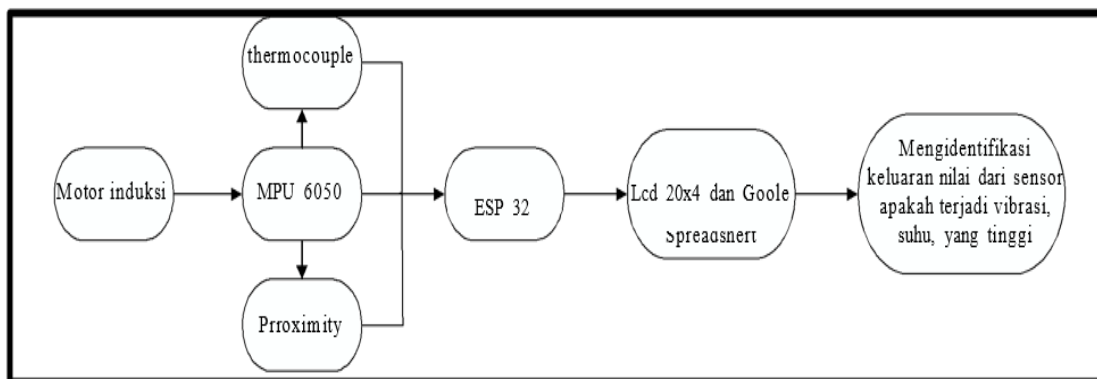 thermocouple
Motor induksi
MPU 6050
Prroximity
ESP 32
Lcd 20x4 dan Goole
Spreadsnert
Mengidentifikasi
keluaran nilai dari sensor
apakah terjadi vibrasi,
suhu, yang tinggi